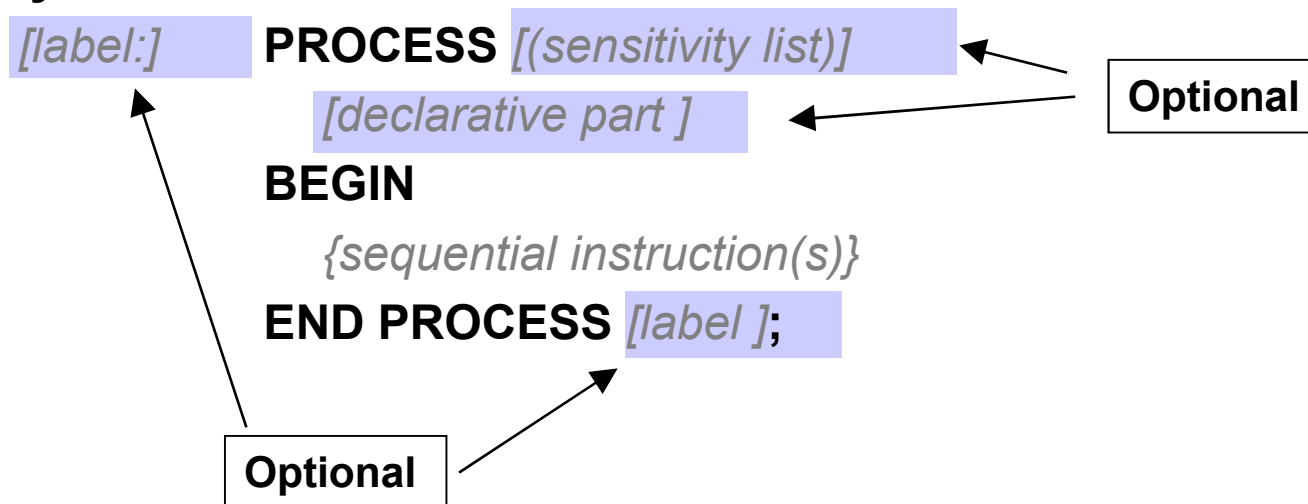 [label:] PROCESS [(sensitivity list)]
Optional
[declarative part ]
BEGIN
{sequential instruction(s)}
END PROCESS [label ];
Optional